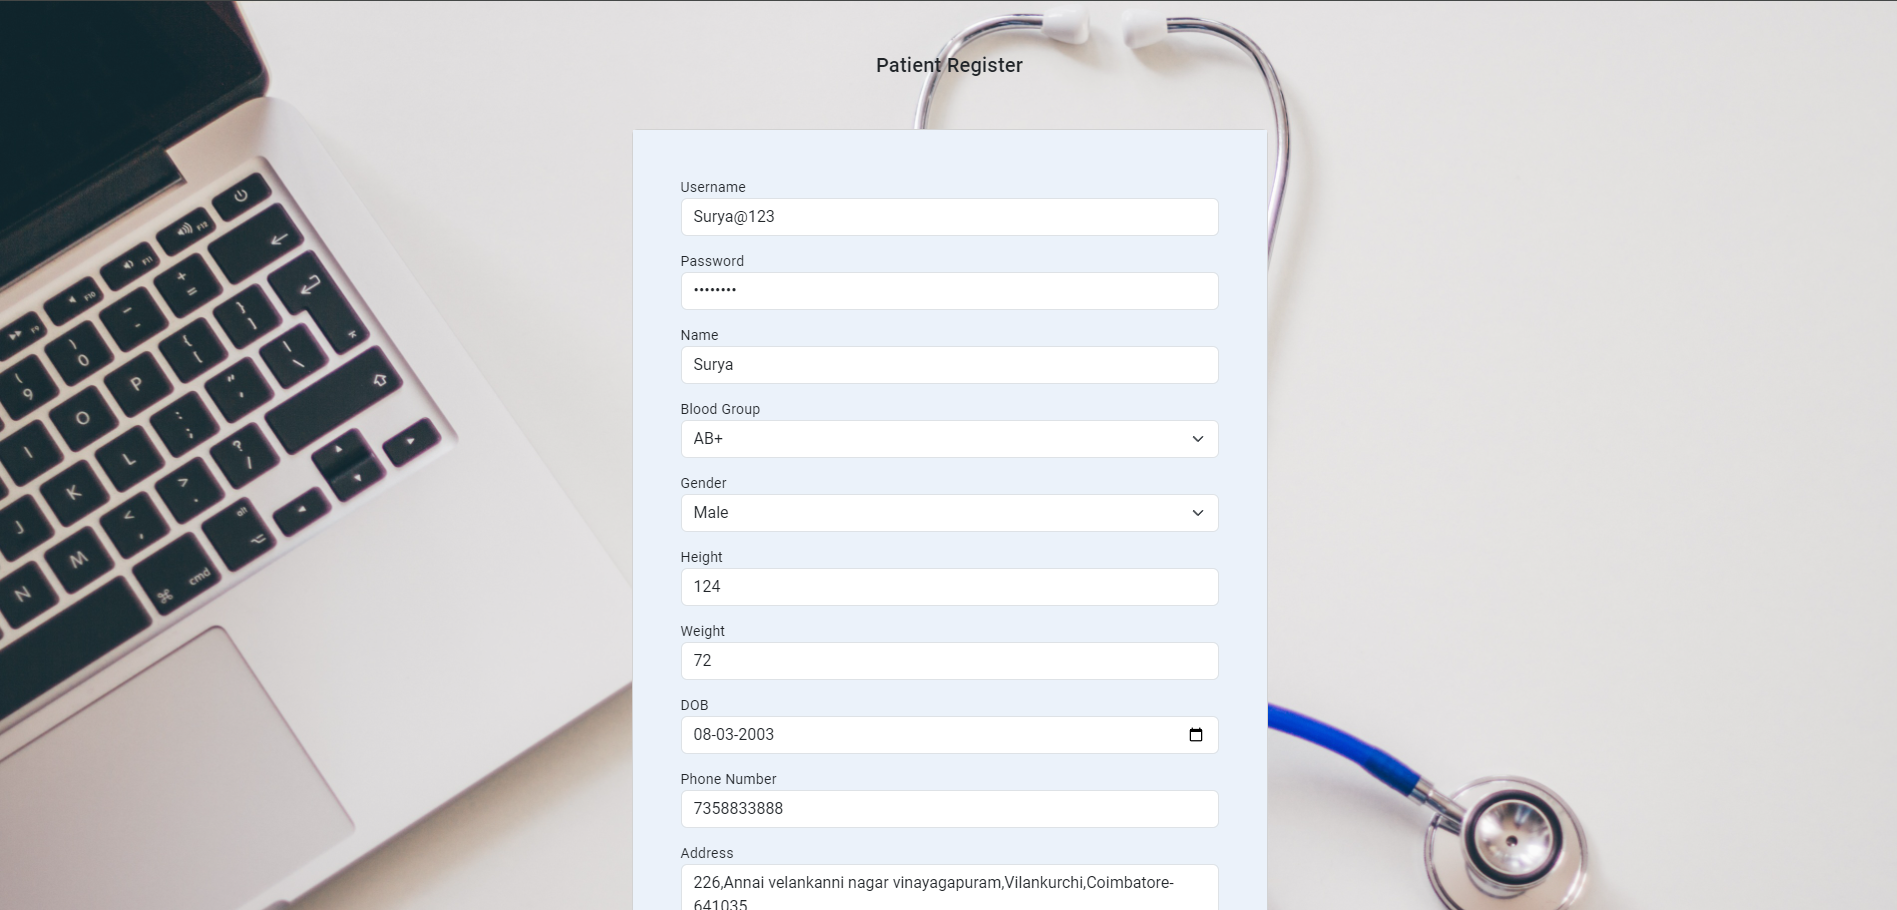 Patient Register
Username
Surya@123
Password
••••••••
Name
Surya
Blood Group
AB+
Gender
Male
Height
124
Weight
72
DOB
08-03-2003
Phone Number
7358833888
Address
226,Annai velankanni nagar vinayagapuram,Vilankurchi,Coimbatore-
641035